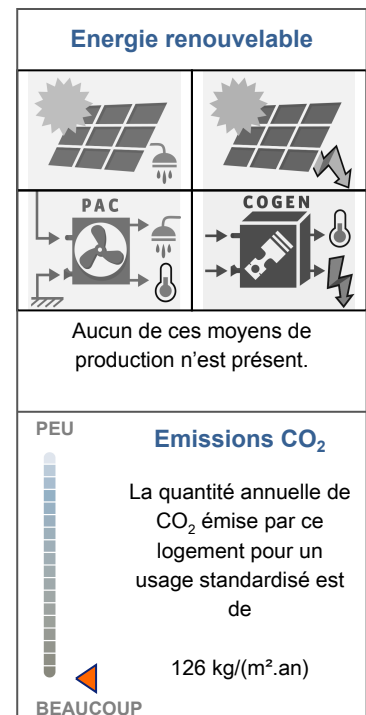 Energie renouvelable
PAC
COGEN
Aucun de ces moyens de
production n'est présent.
PEU
Emissions CO₂
La quantité annuelle de
CO₂ émise par ce
logement pour un
usage standardisé est
de
126 kg/(m².an)
BEAUCOUP